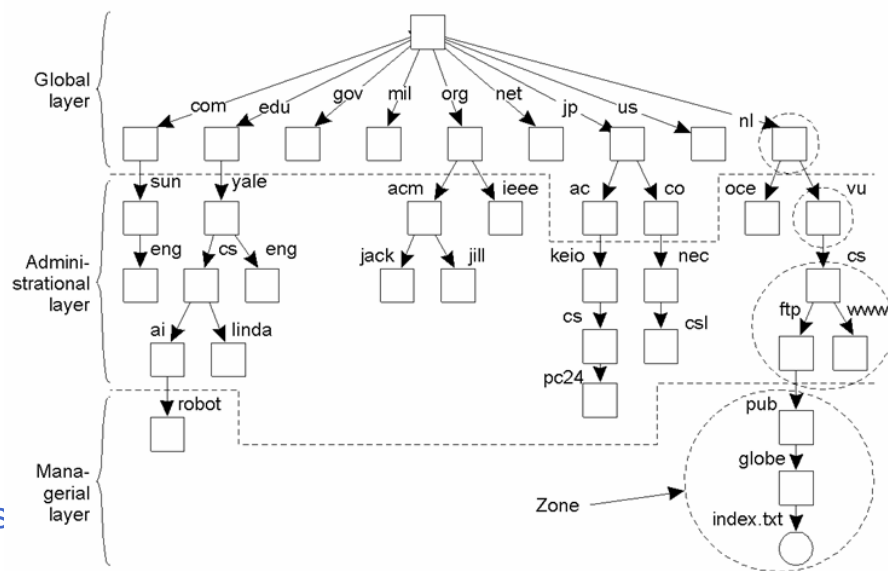 Global
layer
com
edu
gov
mil
org
net
jp
us
nl
sun
yale
acm
ieee
ac
co
oce
vu
Admini-
strational
layer
eng
cs
eng
jack
jill
keio
nec
cs
ai
linda
cs
csl
ftp
www
pc24
Mana-
gerial
layer
robot
pub
globe
Zone
index.txt